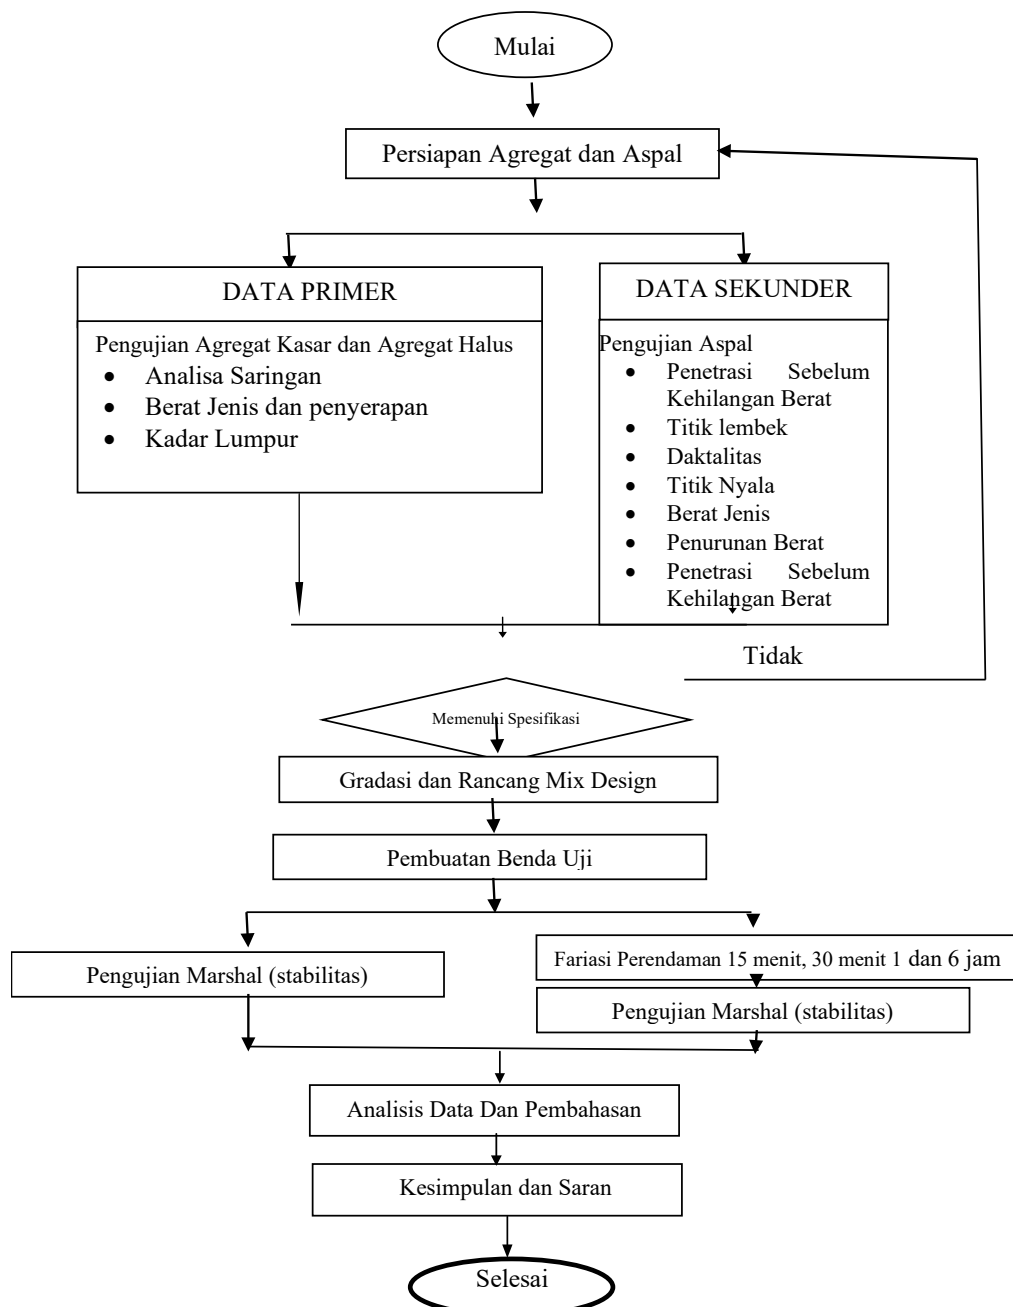 Mulai
Persiapan Agregat dan Aspal
DATA PRIMER
Pengujian Agregat Kasar dan Agregat Halus
• Analisa Saringan
• Berat Jenis dan penyerapan
• Kadar Lumpur
DATA SEKUNDER
Pengujian Aspal
• Penetrasi Sebelum
Kehilangan Berat
• Titik lembek
• Daktalitas
• Titik Nyala
• Berat Jenis
• Penurunan Berat
• Penetrasi Sebelum
Kehilangan Berat
Tidak
Memenuhi Spesifikasi
Gradasi dan Rancang Mix Design
Pembuatan Benda Uji
Pengujian Marshal (stabilitas)
Fariasi Perendaman 15 menit, 30 menit 1 dan 6 jam
Pengujian Marshal (stabilitas)
Analisis Data Dan Pembahasan
Kesimpulan dan Saran
Selesai